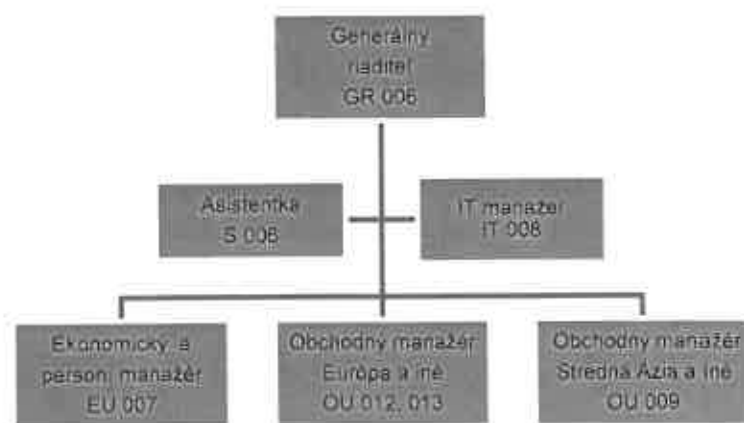 Generálny
riaditeľ
GR 006
Asistentka
S 006
IT manažér
IT 008
Ekonomický a
person. manažér
EU 007
Obchodný manažér
Európa a iné
OU 012, 013
Obchodný manažér
Stredná Ázia a iné
OU 009